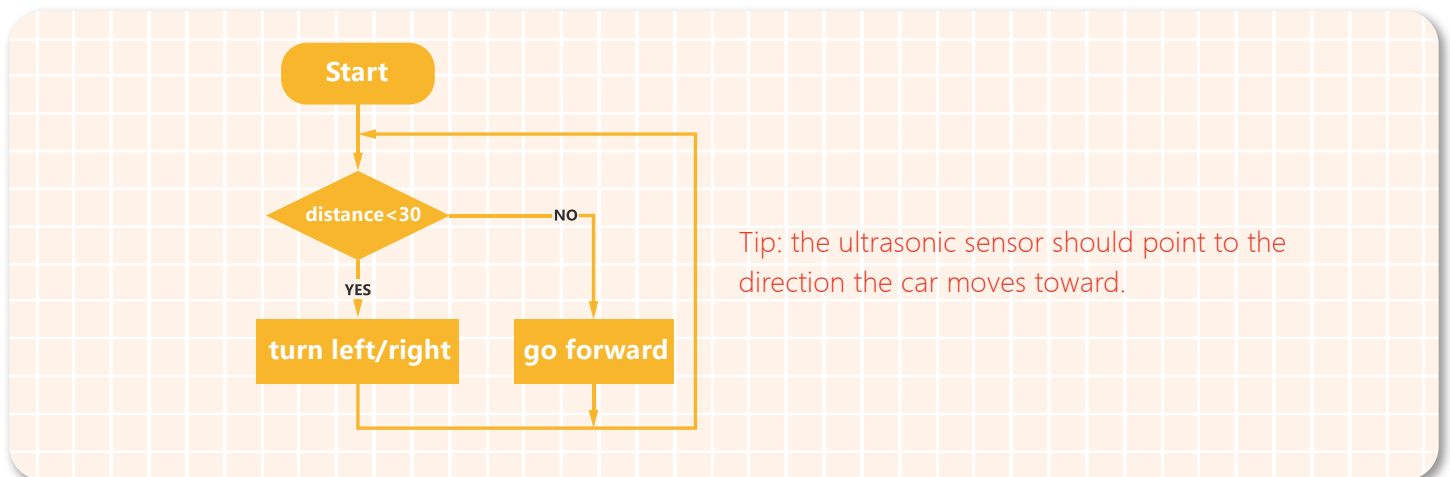 Start
distance<30
NO
YES
turn left/right
go forward
Tip: the ultrasonic sensor should point to the
direction the car moves toward.